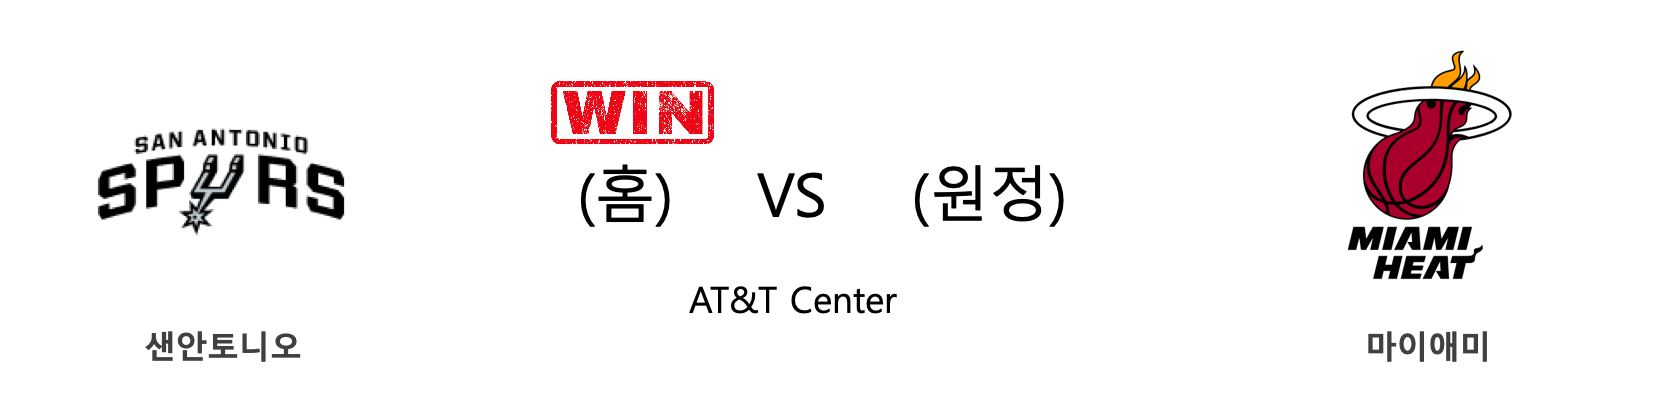 WIN
SAN ANTONIO
SPURS
(홈) VS (원정)
MIAMI
HEAT
AT&T Center
샌안토니오
마이애미